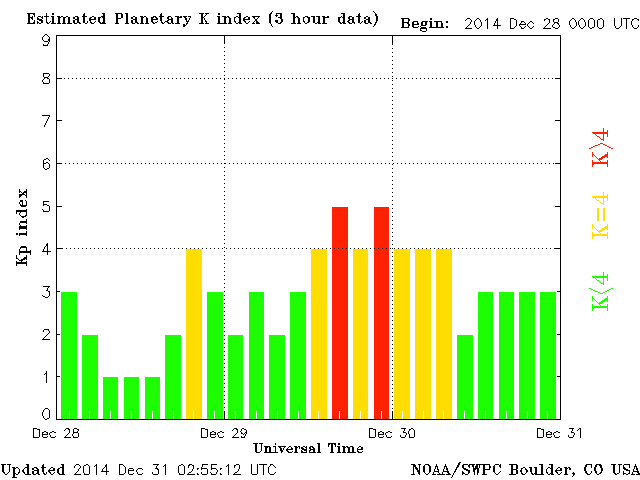 Estimated Planetary K index (3 hour data) Begin: 2014 Dec 28 0000 UTC
9
8
7
6
5
4
3
2
1
0
Kp index
K>4
K=4
K<4
Dec 28 Dec 29 Dec 30 Dec 31
Universal Time
Updated 2014 Dec 31 02:55:12 UTC NOAA/SWPC Boulder, CO USA